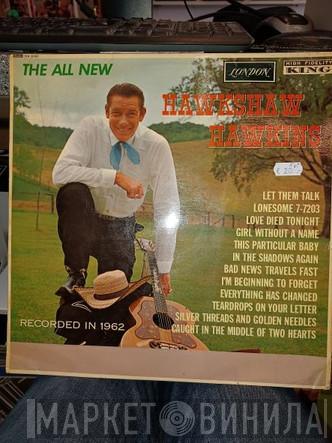 THE ALL NEW
LONDON
HIGH FIDELITY
KING
HAWKSHAW
HAWKINS
LET THEM TALK
LONESOME 7-7203
LOVE DIED TONIGHT
GIRL WITHOUT A NAME
THIS PARTICULAR BABY
IN THE SHADOWS AGAIN
BAD NEWS TRAVELS FAST
I'M BEGINNING TO FORGET
EVERYTHING HAS CHANGED
TEARDROPS ON YOUR LETTER
SILVER THREADS AND GOLDEN NEEDLES
CAUGHT IN THE MIDDLE OF TWO HEARTS
RECORDED IN 1962
МАРКЕТ ВИНИЛА